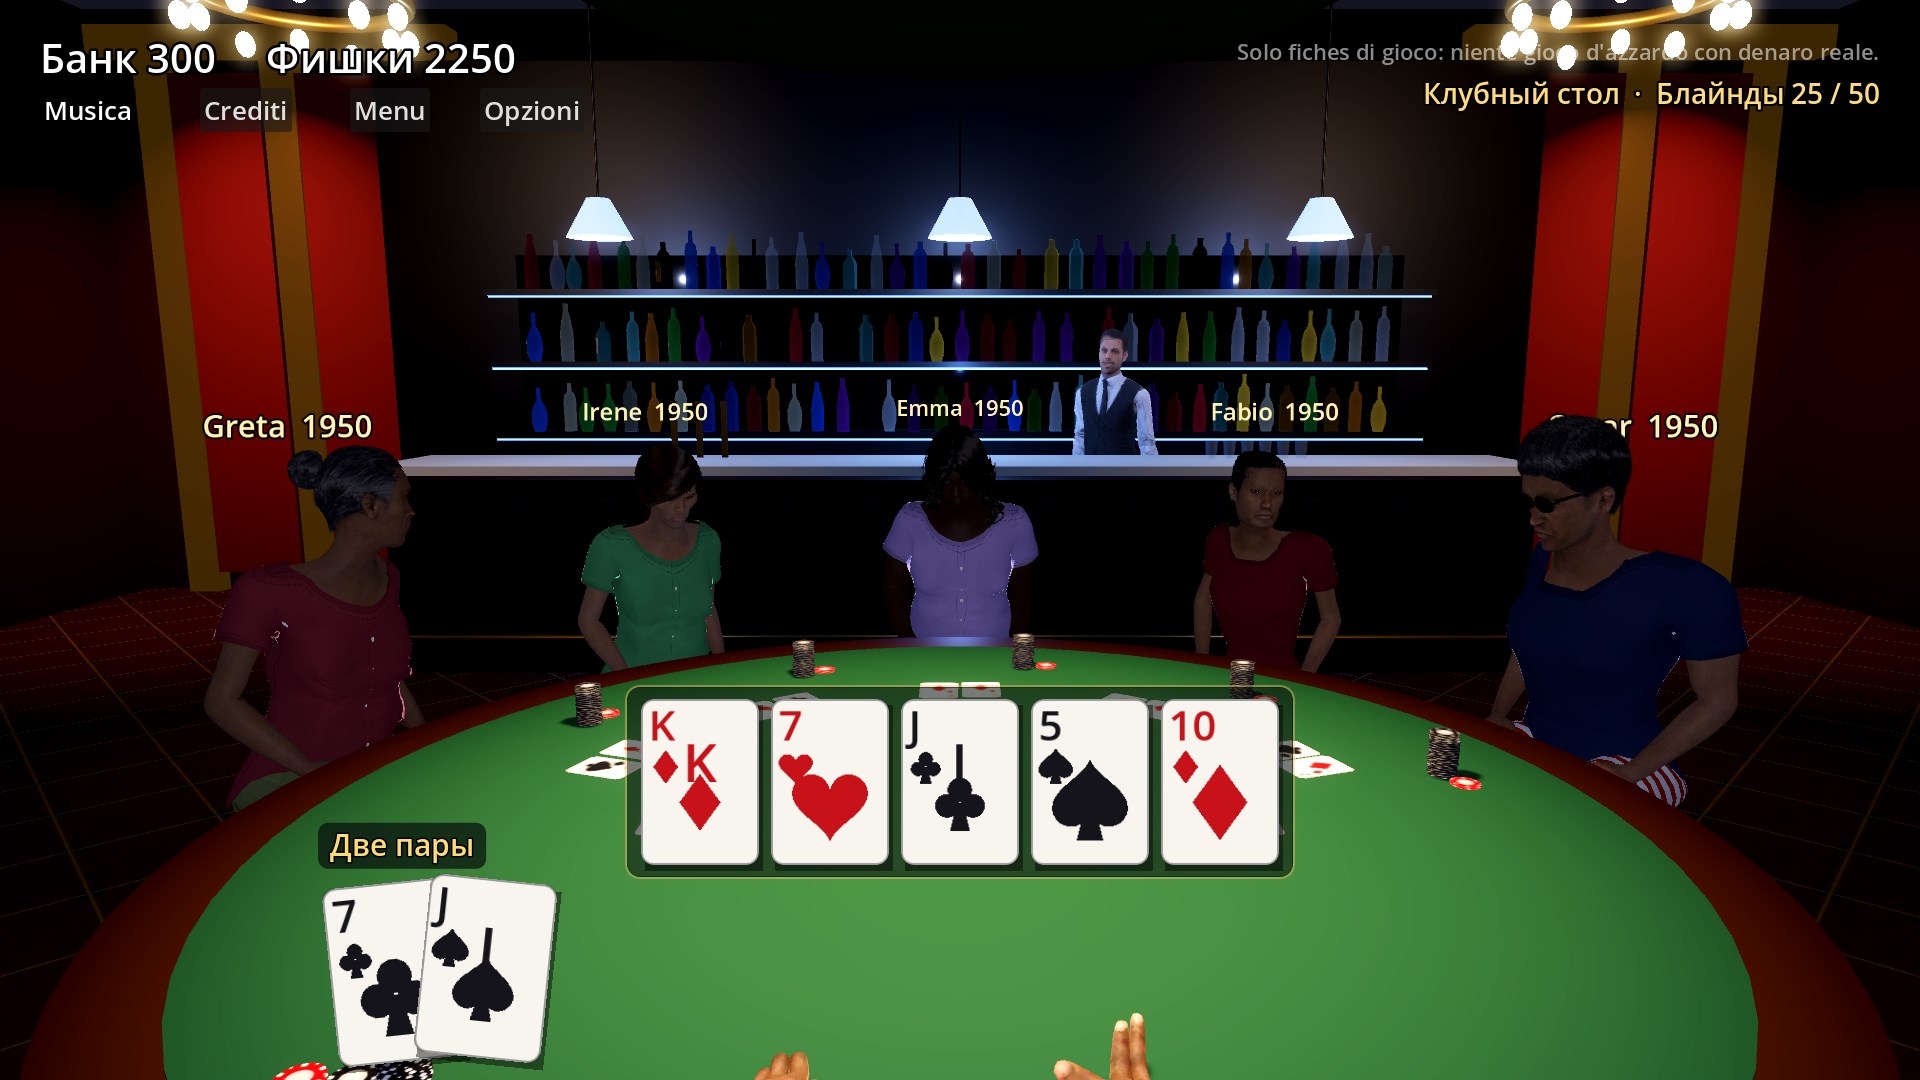 Банк 300 Фишки 2250
Solo fiches di gioco: niente gioco d'azzardo con denaro reale.
Musica Crediti Menu Opzioni
Клубный стол · Блайнды 25 / 50
Greta 1950
Irene 1950
Emma 1950
Fabio 1950
1950
K K
7
J J
5
10
Две пары
7
J J